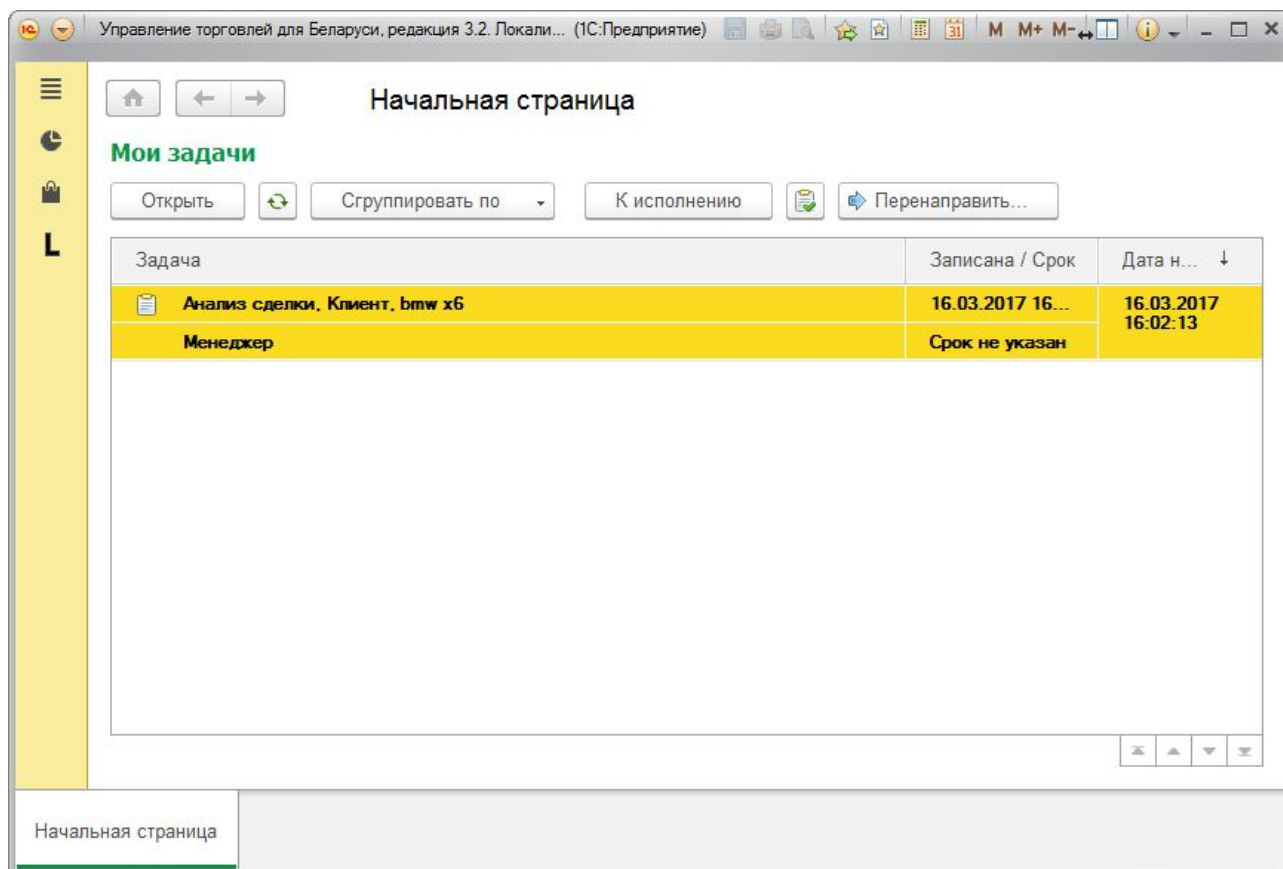 1С Управление торговлей для Беларуси, редакция 3.2. Локали... (1С:Предприятие) 31 M M+ M-
Начальная страница
Мои задачи
Открыть Сгруппировать по К исполнению Перенаправить...
L
Задача Записана / Срок Дата н... ↓
Анализ сделки, Клиент, bmw x6 16.03.2017 16... 16.03.2017
16:02:13
Менеджер Срок не указан
Начальная страница